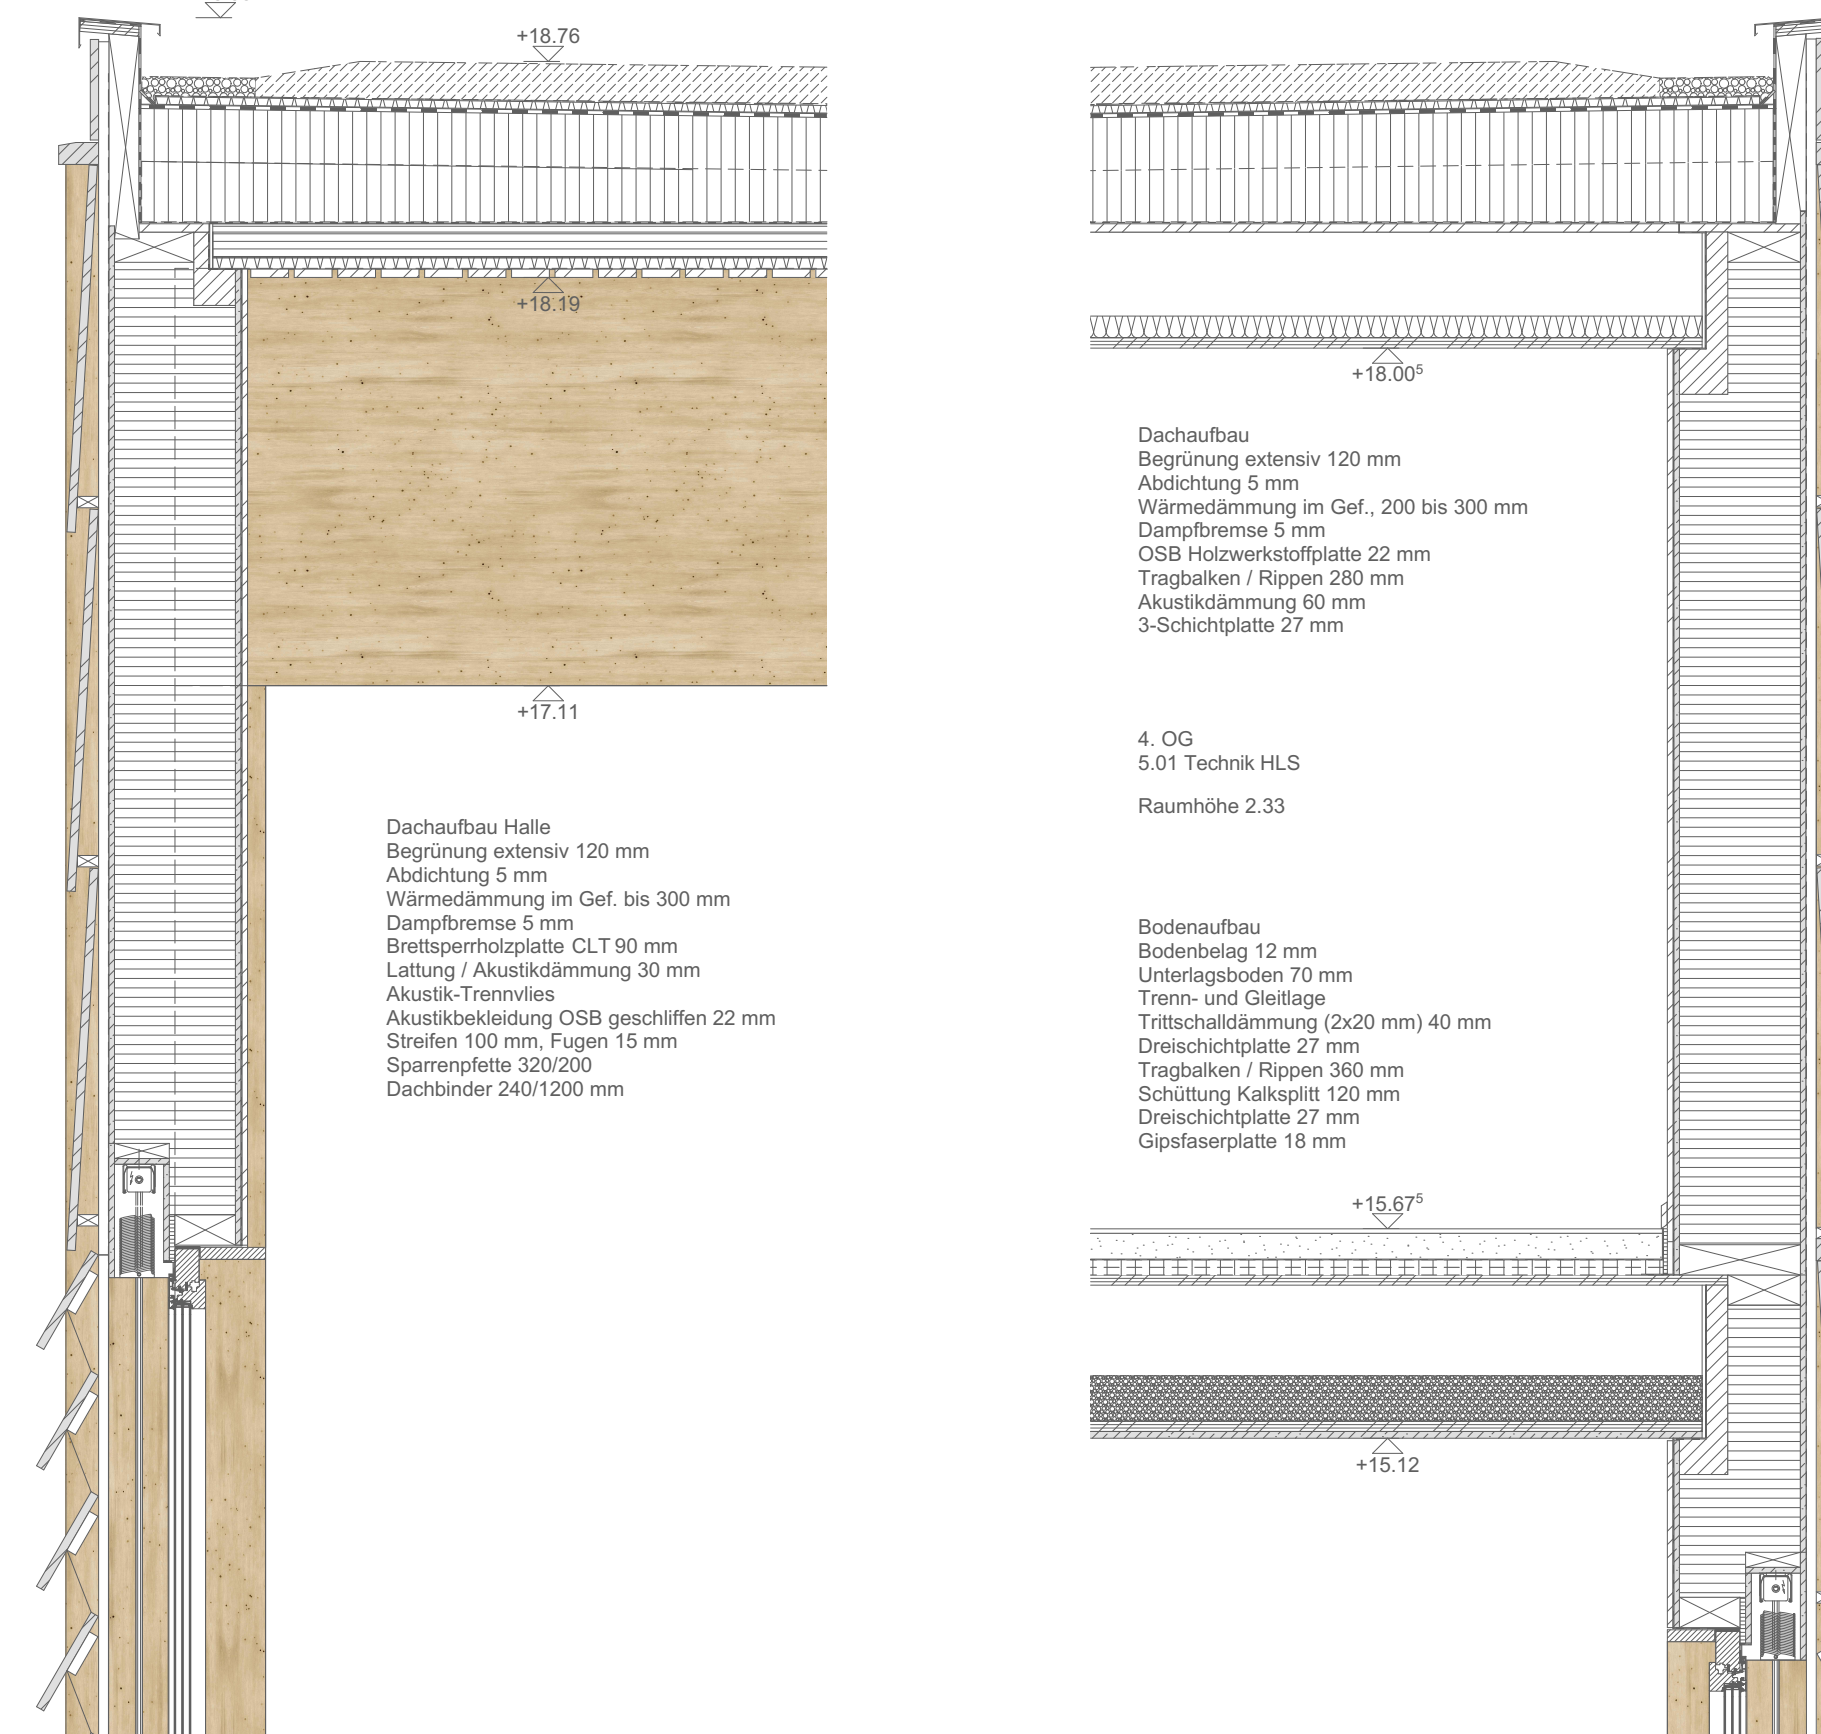 +18.76
+18.19
+17.11
Dachaufbau Halle
Begrünung extensiv 120 mm
Abdichtung 5 mm
Wärmedämmung im Gef. bis 300 mm
Dampfbremse 5 mm
Brettsperrholzplatte CLT 90 mm
Lattung / Akustikdämmung 30 mm
Akustik-Trennvlies
Akustikbekleidung OSB geschliffen 22 mm
Streifen 100 mm, Fugen 15 mm
Sparrenpfette 320/200
Dachbinder 240/1200 mm
+18.00⁵
Dachaufbau
Begrünung extensiv 120 mm
Abdichtung 5 mm
Wärmedämmung im Gef., 200 bis 300 mm
Dampfbremse 5 mm
OSB Holzwerkstoffplatte 22 mm
Tragbalken / Rippen 280 mm
Akustikdämmung 60 mm
3-Schichtplatte 27 mm
4. OG
5.01 Technik HLS
Raumhöhe 2.33
Bodenaufbau
Bodenbelag 12 mm
Unterlagsboden 70 mm
Trenn- und Gleitlage
Trittschalldämmung (2x20 mm) 40 mm
Dreischichtplatte 27 mm
Tragbalken / Rippen 360 mm
Schüttung Kalksplitt 120 mm
Dreischichtplatte 27 mm
Gipsfaserplatte 18 mm
+15.67⁵
+15.12